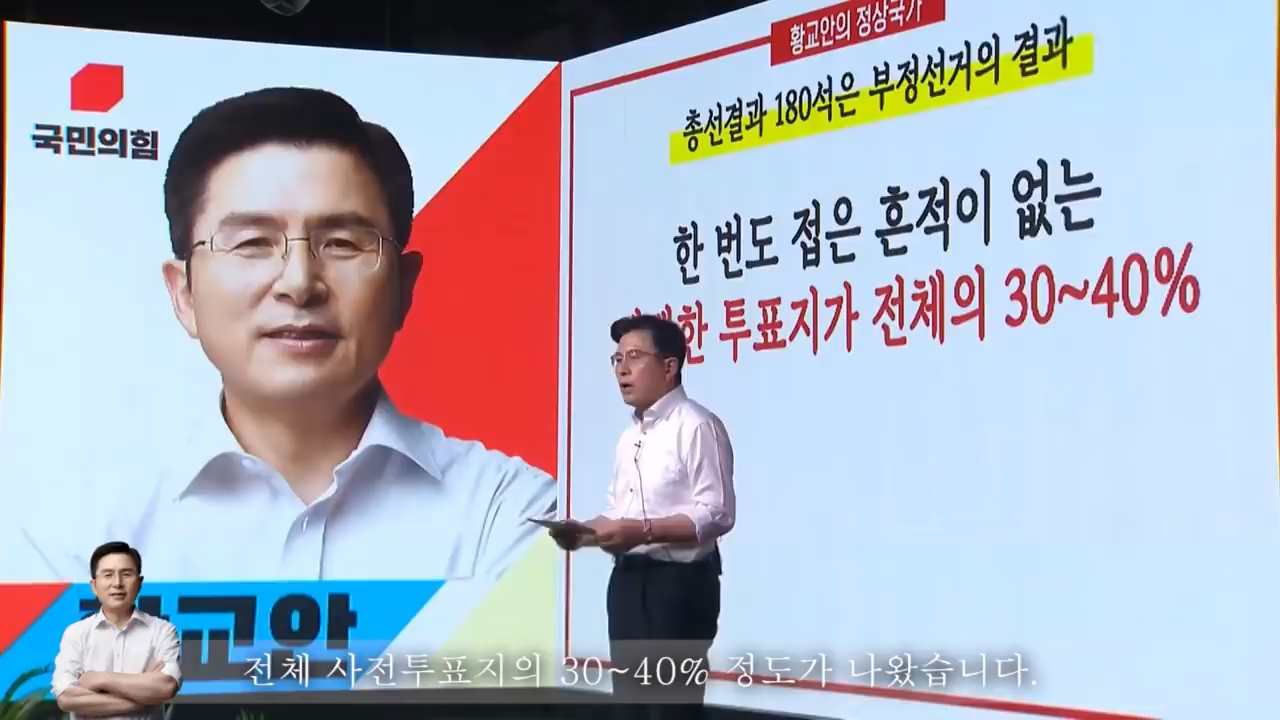 국민의힘
황교안의 정상국가
총선결과 180석은 부정선거의 결과
한 번도 접은 흔적이 없는
투표지가 전체의 30~40%
교안
전체 사전투표지의 30~40% 정도가 나왔습니다.